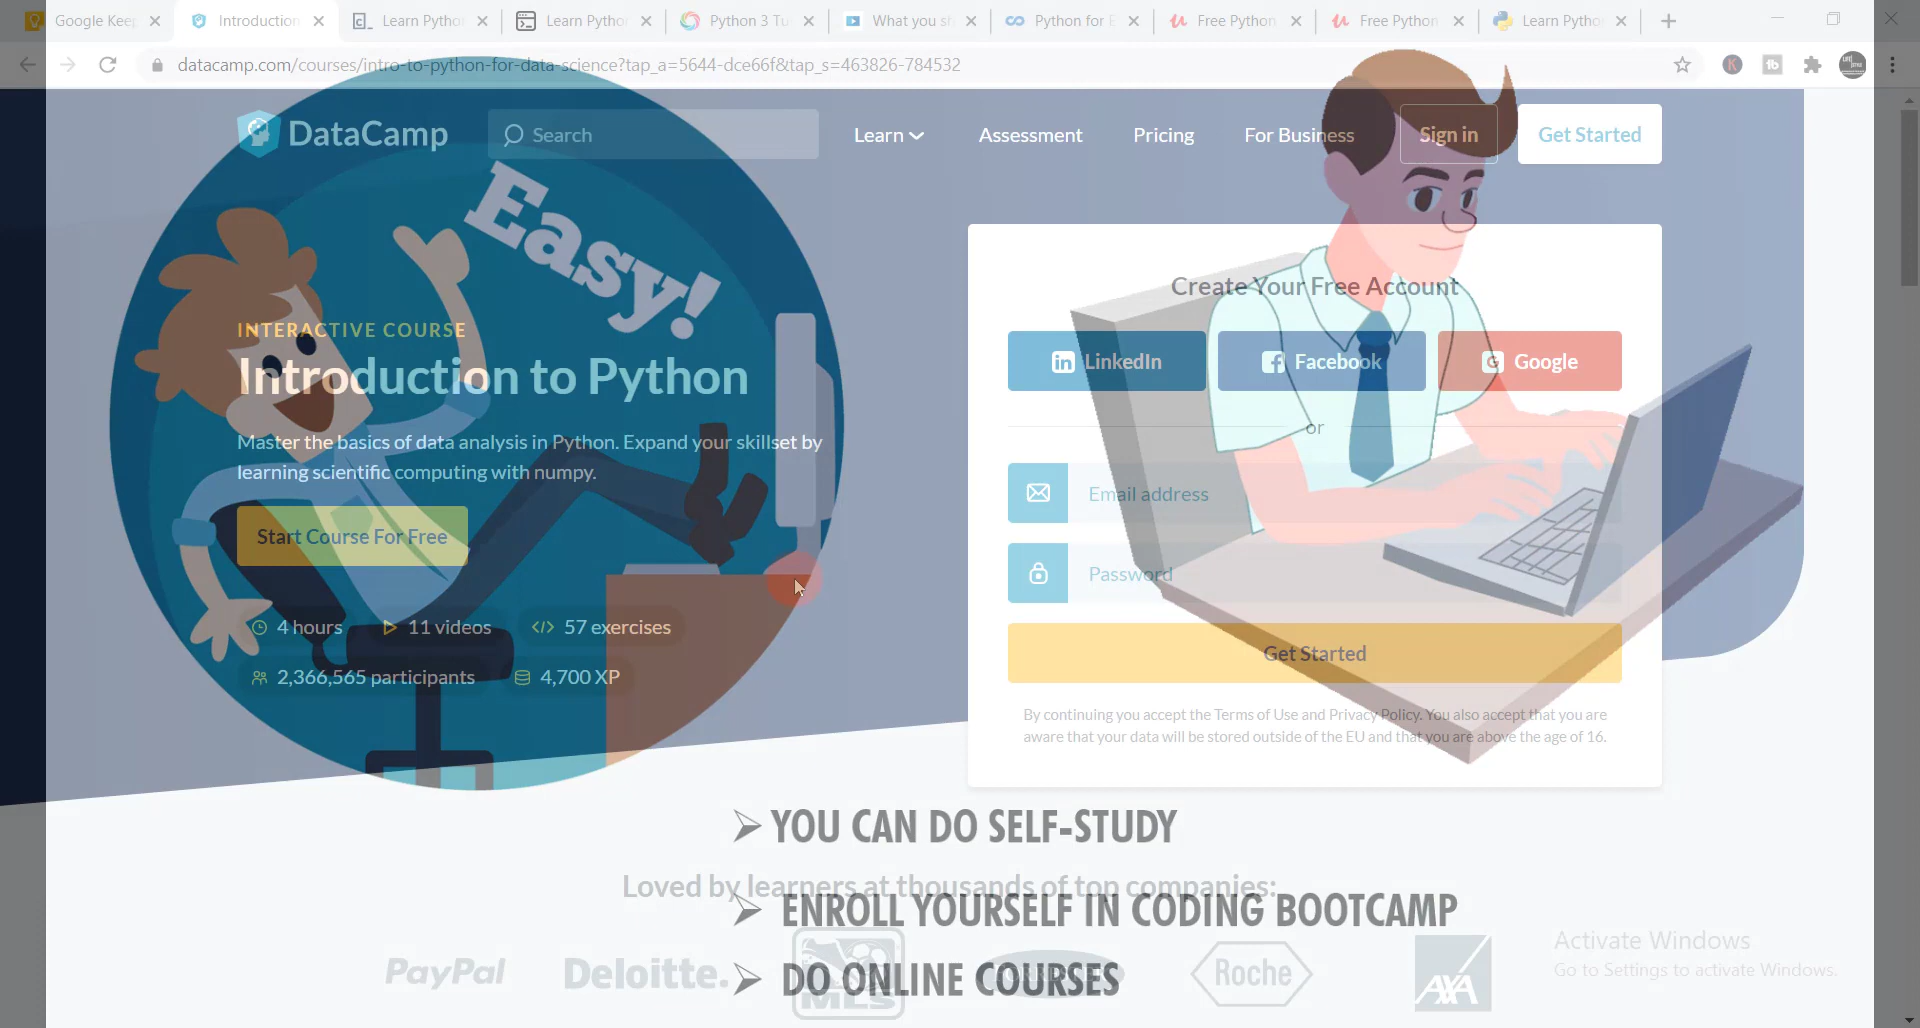 Google Keep
Introduction
Learn Pytho
Learn Python
Python 3 Tu
What you sh
Python for E
Free Python
Free Python
Learn Pytho
datacamp.com/courses/intro-to-python-for-data-science?tap_a=5644-dce66f&tap_s=463826-784532
DataCamp
Search
Learn
Assessment
Pricing
For Business
Sign in
Get Started
Easy!
INTERACTIVE COURSE
Introduction to Python
Master the basics of data analysis in Python. Expand your skillset by
learning scientific computing with numpy.
Start Course For Free
4 hours
11 videos
57 exercises
2,366,565 participants
4,700 XP
Create Your Free Account
LinkedIn
Facebook
Google
or
Email address
Password
Get Started
By continuing you accept the Terms of Use and Privacy Policy. You also accept that you are
aware that your data will be stored outside of the EU and that you are above the age of 16.
➢ YOU CAN DO SELF-STUDY
Loved by learners at thousands of top companies:
➢ ENROLL YOURSELF IN CODING BOOTCAMP
➢ DO ONLINE COURSES
PayPal
Deloitte.
MLS
Roche
AXA
Activate Windows
Go to Settings to activate Windows.